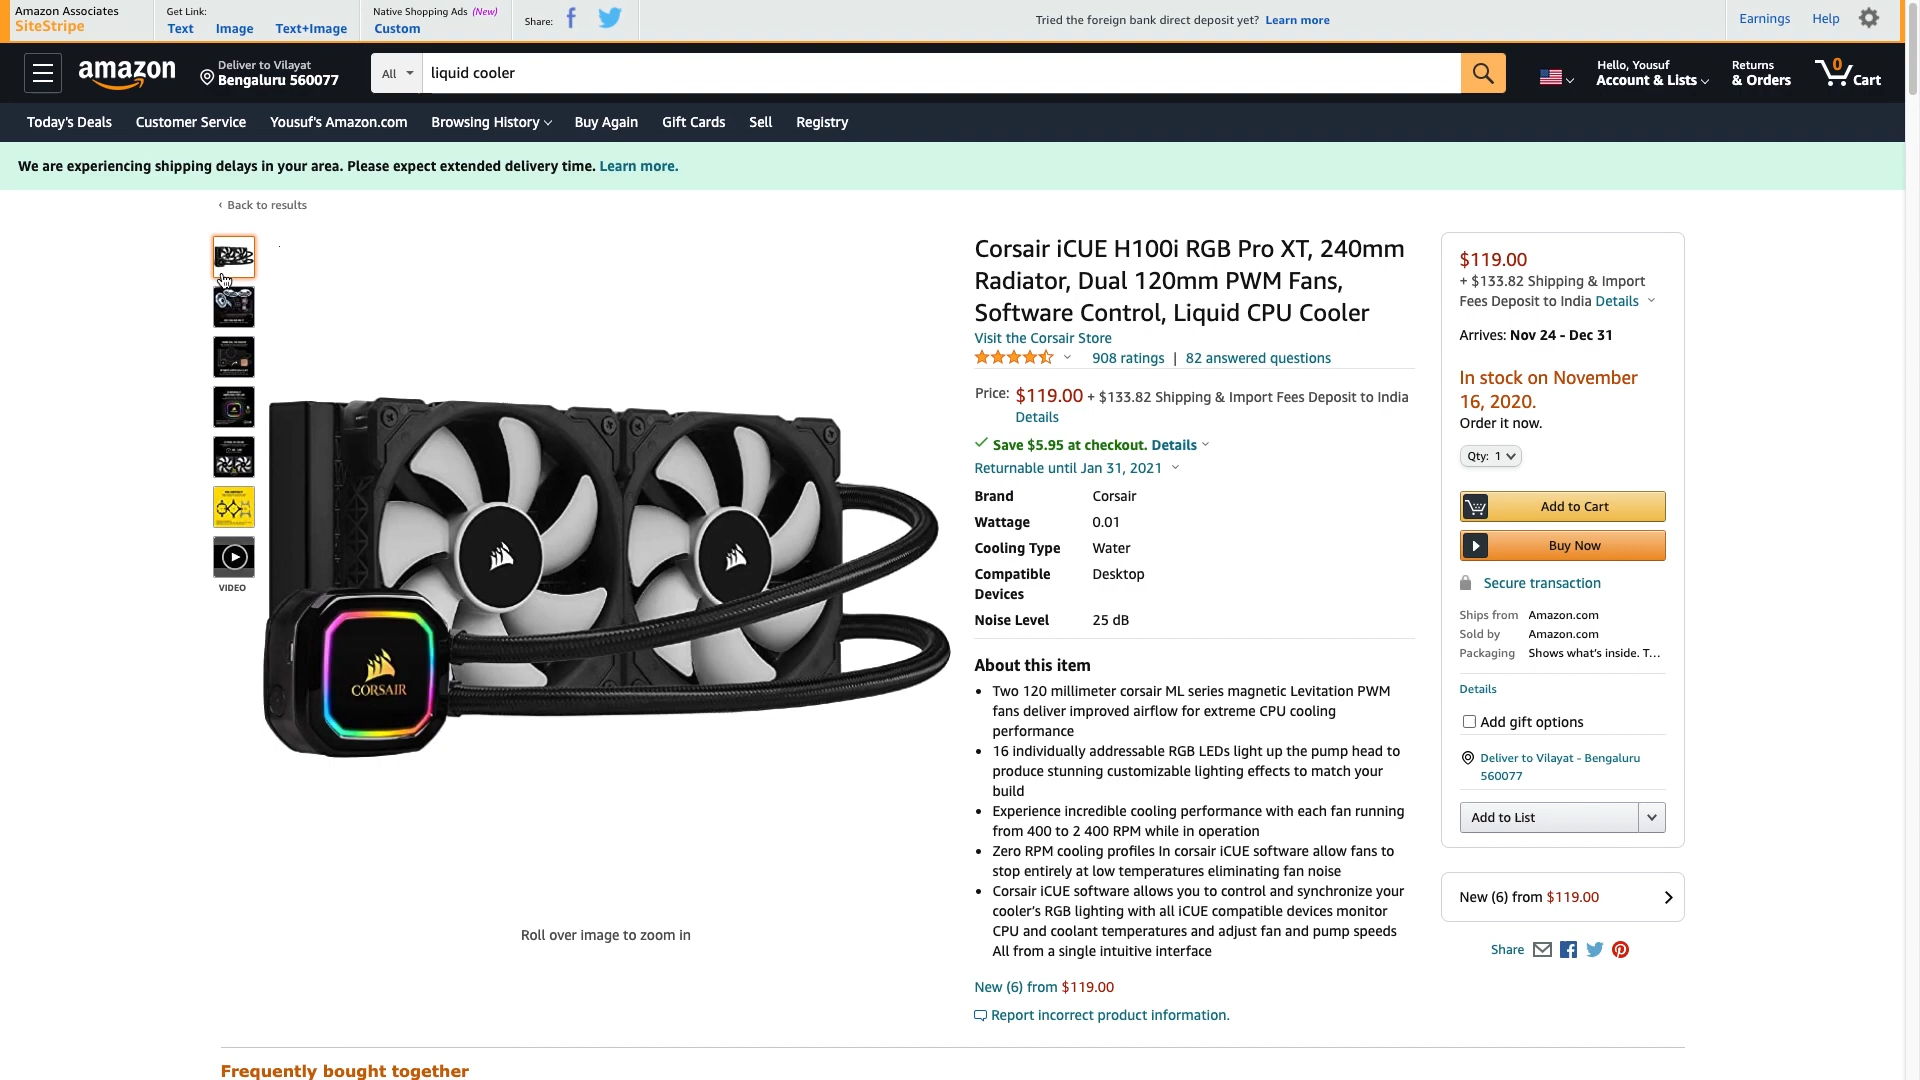 Amazon Associates
SiteStripe
Get Link:
Text Image Text+Image
Native Shopping Ads (New)
Custom
Share:
Tried the foreign bank direct deposit yet? Learn more
Earnings Help
amazon
Deliver to Vilayat
Bengaluru 560077
All
liquid cooler
Hello, Yousuf
Account & Lists
Returns
& Orders
0
Cart
Today's Deals Customer Service Yousuf's Amazon.com Browsing History Buy Again Gift Cards Sell Registry
We are experiencing shipping delays in your area. Please expect extended delivery time. Learn more.
‹ Back to results
VIDEO
CORSAIR
Roll over image to zoom in
Corsair iCUE H100i RGB Pro XT, 240mm
Radiator, Dual 120mm PWM Fans,
Software Control, Liquid CPU Cooler
Visit the Corsair Store
908 ratings | 82 answered questions
Price: $119.00 + $133.82 Shipping & Import Fees Deposit to India
Details
Save $5.95 at checkout. Details
Returnable until Jan 31, 2021
Brand Corsair
Wattage 0.01
Cooling Type Water
Compatible Desktop
Devices
Noise Level 25 dB
About this item
• Two 120 millimeter corsair ML series magnetic Levitation PWM
fans deliver improved airflow for extreme CPU cooling
performance
• 16 individually addressable RGB LEDs light up the pump head to
produce stunning customizable lighting effects to match your
build
• Experience incredible cooling performance with each fan running
from 400 to 2 400 RPM while in operation
• Zero RPM cooling profiles In corsair iCUE software allow fans to
stop entirely at low temperatures eliminating fan noise
• Corsair iCUE software allows you to control and synchronize your
cooler's RGB lighting with all iCUE compatible devices monitor
CPU and coolant temperatures and adjust fan and pump speeds
All from a single intuitive interface
New (6) from $119.00
Report incorrect product information.
$119.00
+ $133.82 Shipping & Import
Fees Deposit to India Details
Arrives: Nov 24 - Dec 31
In stock on November
16, 2020.
Order it now.
Qty: 1
Add to Cart
Buy Now
Secure transaction
Ships from Amazon.com
Sold by Amazon.com
Packaging Shows what's inside. T...
Details
Add gift options
Deliver to Vilayat - Bengaluru
560077
Add to List
New (6) from $119.00
Share
Frequently bought together